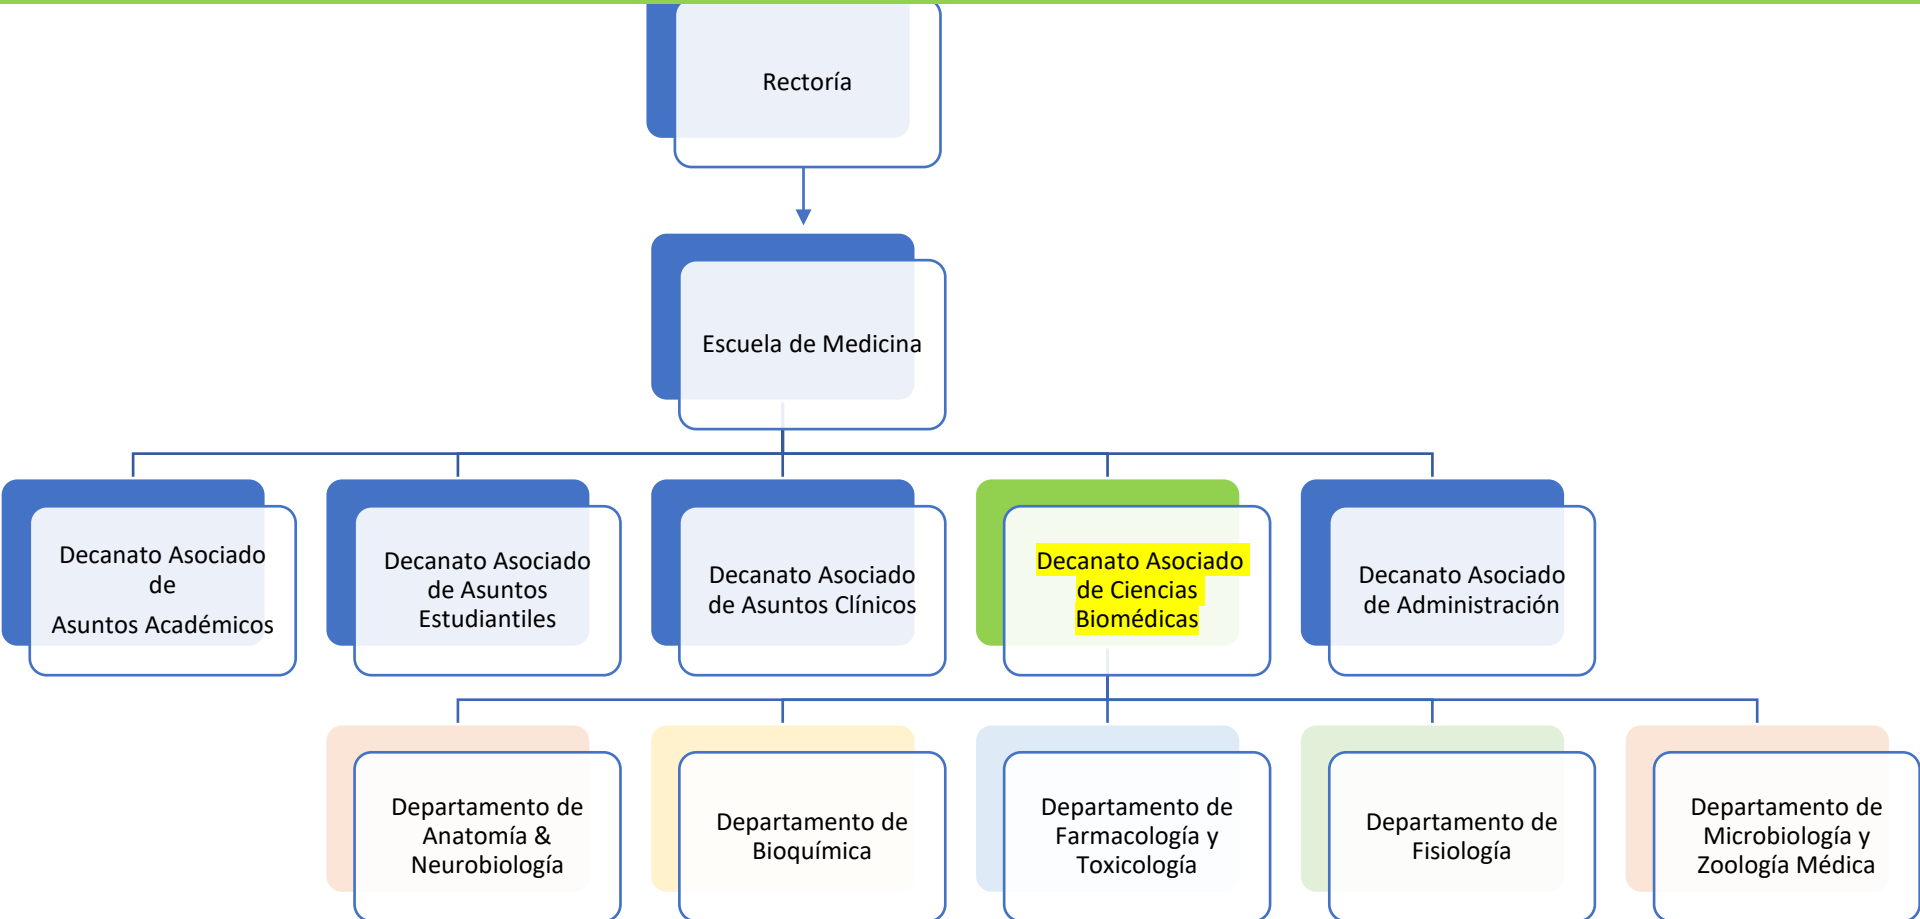 Rectoría
Escuela de Medicina
Decanato Asociado
de
Asuntos Académicos
Decanato Asociado
de Asuntos
Estudiantiles
Decanato Asociado
de Asuntos Clínicos
Decanato Asociado
de Ciencias
Biomédicas
Decanato Asociado
de Administración
Departamento de
Anatomía &
Neurobiología
Departamento de
Bioquímica
Departamento de
Farmacología y
Toxicología
Departamento de
Fisiología
Departamento de
Microbiología y
Zoología Médica